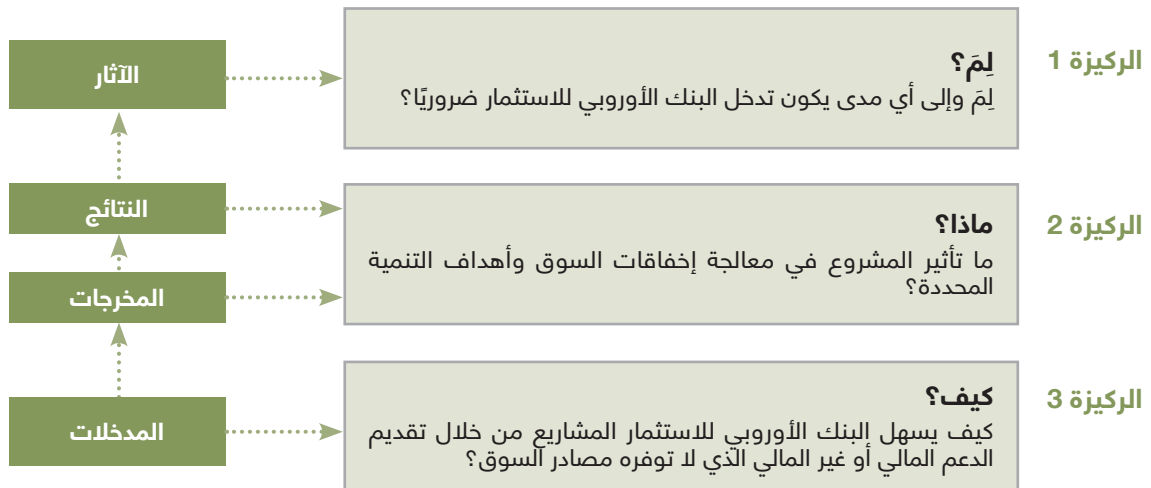 الركيزة 1
لِمَ؟
لِمَ وإلى أي مدى يكون تدخل البنك الأوروبي للاستثمار ضروريًا؟
الآثار
الركيزة 2
ماذا؟
ما تأثير المشروع في معالجة إخفاقات السوق وأهداف التنمية
المحددة؟
النتائج
المخرجات
الركيزة 3
كيف؟
كيف يسهل البنك الأوروبي للاستثمار المشاريع من خلال تقديم
الدعم المالي أو غير المالي الذي لا توفره مصادر السوق؟
المدخلات